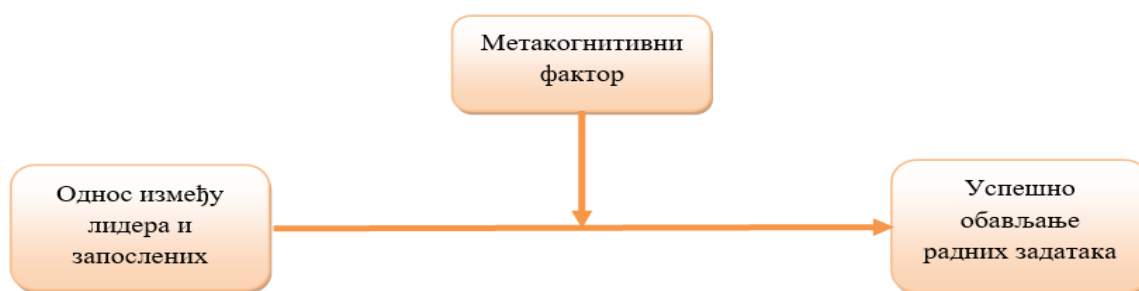 Метакогнитивни
фактор
Однос између
лидера и
запослених
Успешно
обављање
радних задатака